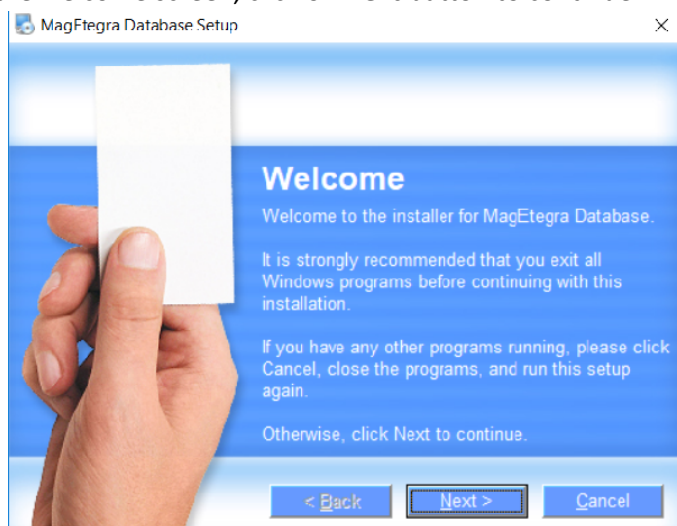 MagEtegra Database Setup
Welcome
Welcome to the installer for MagEtegra Database.
It is strongly recommended that you exit all
Windows programs before continuing with this
installation.
If you have any other programs running, please click
Cancel, close the programs, and run this setup
again.
Otherwise, click Next to continue.
< Back
Next >
Cancel